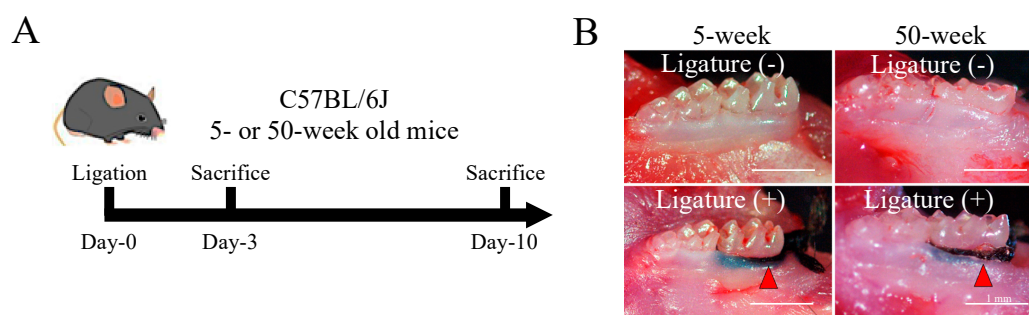 A
C57BL/6J
5- or 50-week old mice
Ligation
Sacrifice
Sacrifice
Day-0
Day-3
Day-10
B
5-week
50-week
Ligature (-)
Ligature (-)
Ligature (+)
Ligature (+)
1 mm